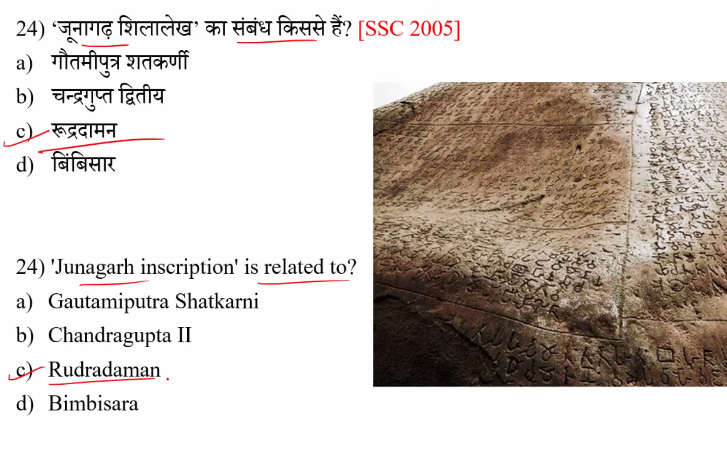 24) ‘जूनागढ़ शिलालेख’ का संबंध किससे हैं? [SSC 2005]
a) गौतमीपुत्र शतकर्णी
b) चन्द्रगुप्त द्वितीय
c) रूद्रदामन
d) बिंबिसार
24) 'Junagarh inscription' is related to?
a) Gautamiputra Shatkarni
b) Chandragupta II
c) Rudradaman
d) Bimbisara